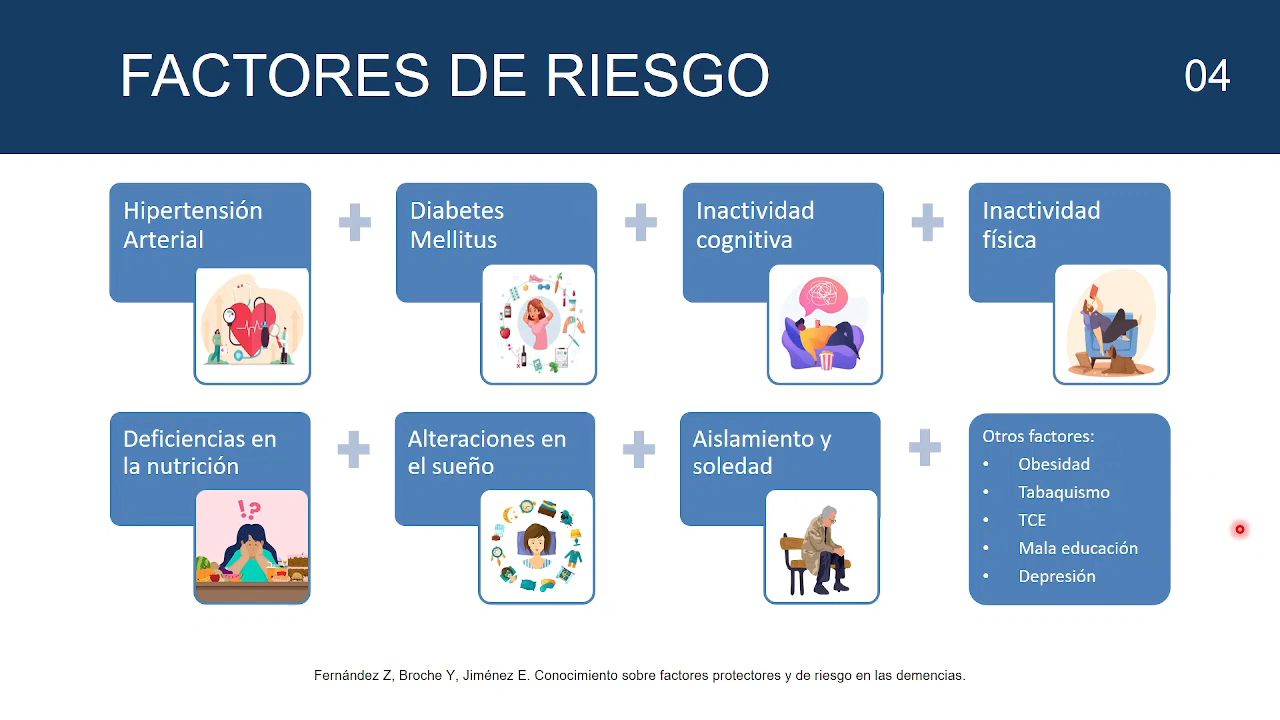 FACTORES DE RIESGO
04
Hipertensión
Arterial
Diabetes
Mellitus
Inactividad
cognitiva
Inactividad
física
Deficiencias en
la nutrición
!?
Alteraciones en
el sueño
Aislamiento y
soledad
Otros factores:
• Obesidad
• Tabaquismo
• TCE
• Mala educación
• Depresión
Fernández Z, Broche Y, Jiménez E. Conocimiento sobre factores protectores y de riesgo en las demencias.